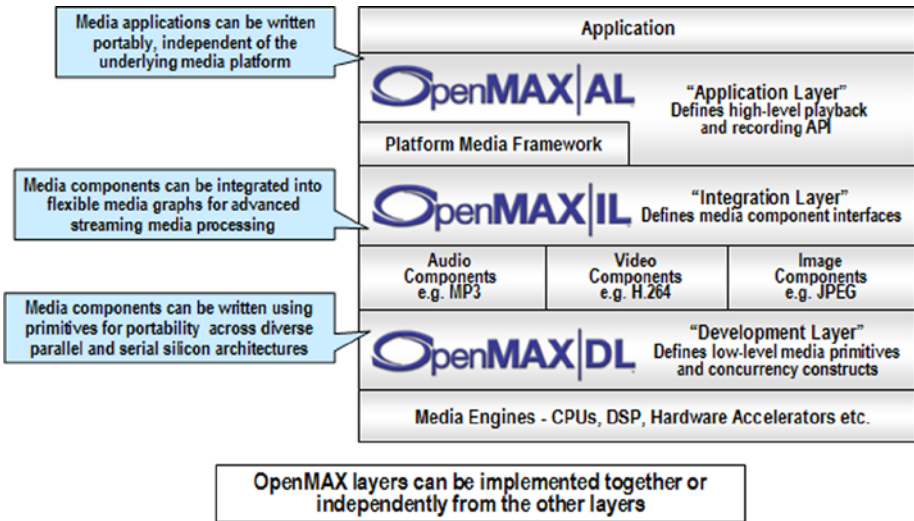 Media applications can be written
portably, independent of the
underlying media platform
Application
OpenMAX|AL
"Application Layer"
Defines high-level playback
and recording API
Platform Media Framework
Media components can be integrated into
flexible media graphs for advanced
streaming media processing
OpenMAX|IL
"Integration Layer"
Defines media component interfaces
Audio
Components
e.g. MP3
Video
Components
e.g. H.264
Image
Components
e.g. JPEG
Media components can be written using
primitives for portability across diverse
parallel and serial silicon architectures
OpenMAX|DL
"Development Layer"
Defines low-level media primitives
and concurrency constructs
Media Engines - CPUs, DSP, Hardware Accelerators etc.
OpenMAX layers can be implemented together or
independently from the other layers